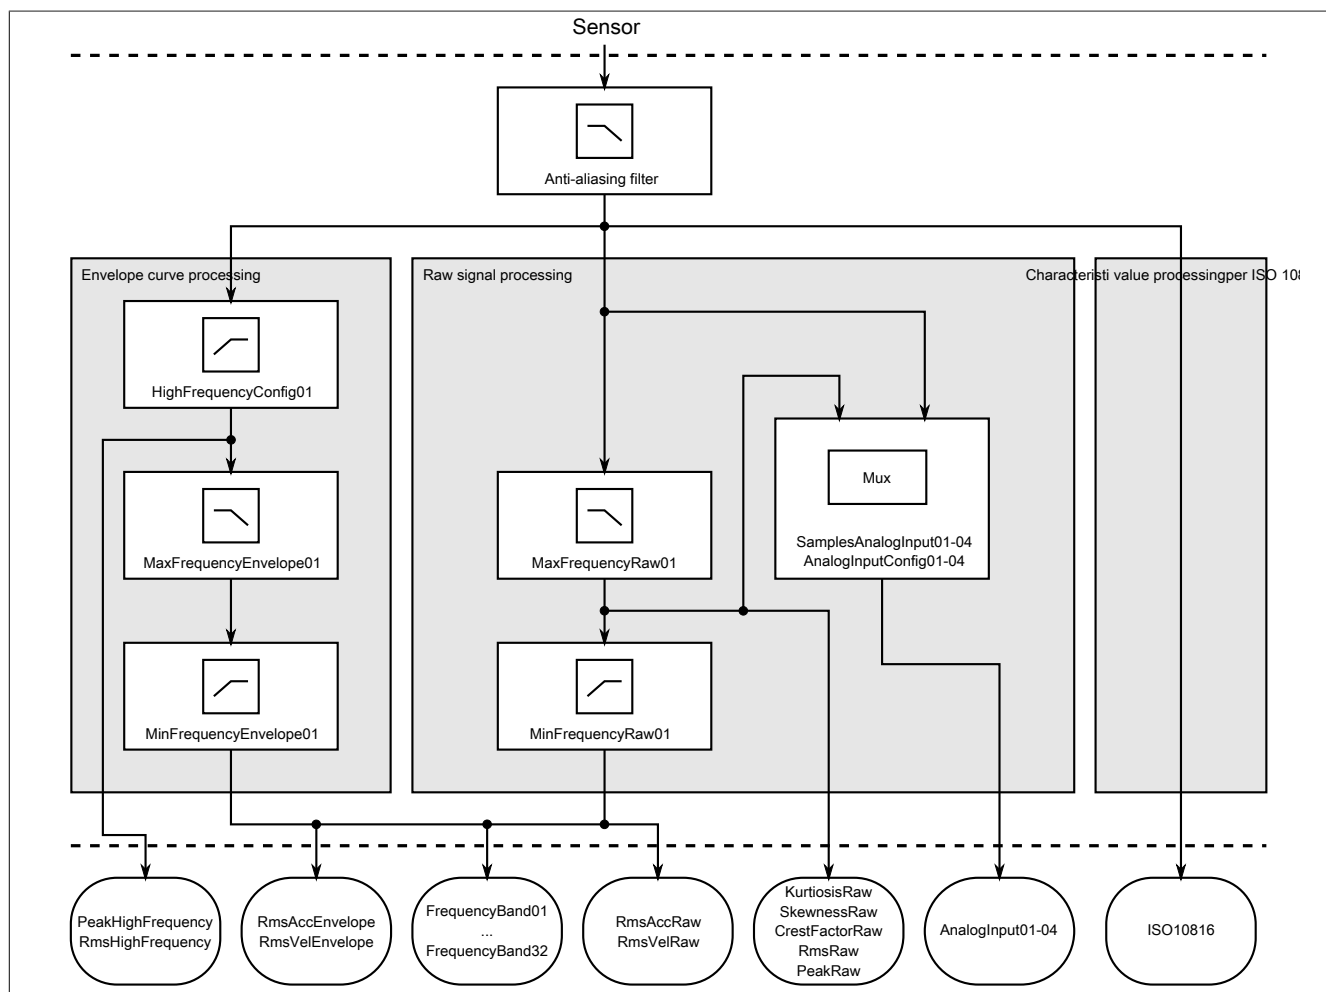 Sensor
Anti-aliasing filter
Envelope curve processing
Raw signal processing
Characteristi value processingper ISO 108
HighFrequencyConfig01
Mux
SamplesAnalogInput01-04
AnalogInputConfig01-04
MaxFrequencyEnvelope01
MaxFrequencyRaw01
MinFrequencyEnvelope01
MinFrequencyRaw01
PeakHighFrequency
RmsHighFrequency
RmsAccEnvelope
RmsVelEnvelope
FrequencyBand01
...
FrequencyBand32
RmsAccRaw
RmsVelRaw
KurtiosisRaw
SkewnessRaw
CrestFactorRaw
RmsRaw
PeakRaw
AnalogInput01-04
ISO10816